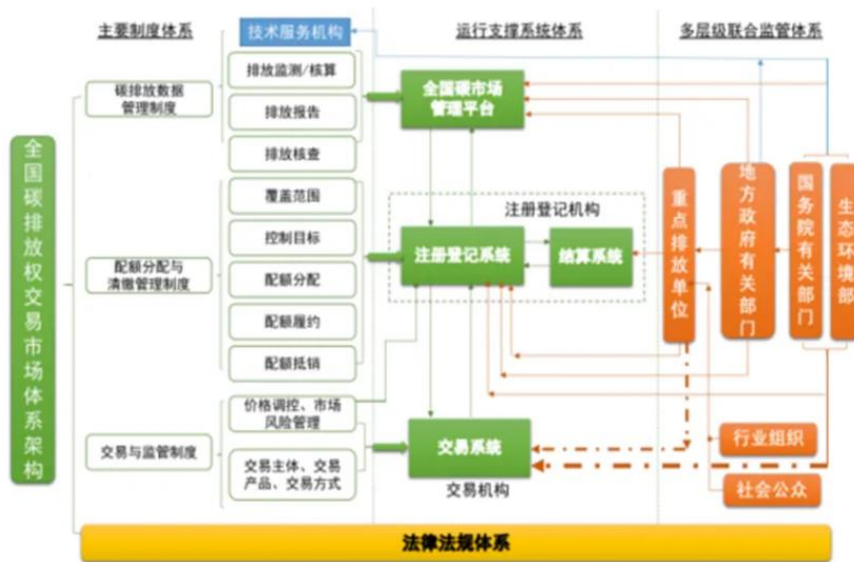 主要制度体系
技术服务机构
运行支撑系统体系
多层级联合监管体系
全国碳排放权交易市场体系架构
碳排放数据
管理制度
排放监测/核算
排放报告
排放核查
全国碳市场
管理平台
配额分配与
清缴管理制度
覆盖范围
控制目标
配额分配
配额履约
配额抵销
注册登记机构
注册登记系统
结算系统
重点排放单位
地方政府有关部门
国务院有关部门
生态环境部
交易与监管制度
价格调控、市场
风险管理
交易主体、交易
产品、交易方式
交易系统
交易机构
行业组织
社会公众
法律法规体系